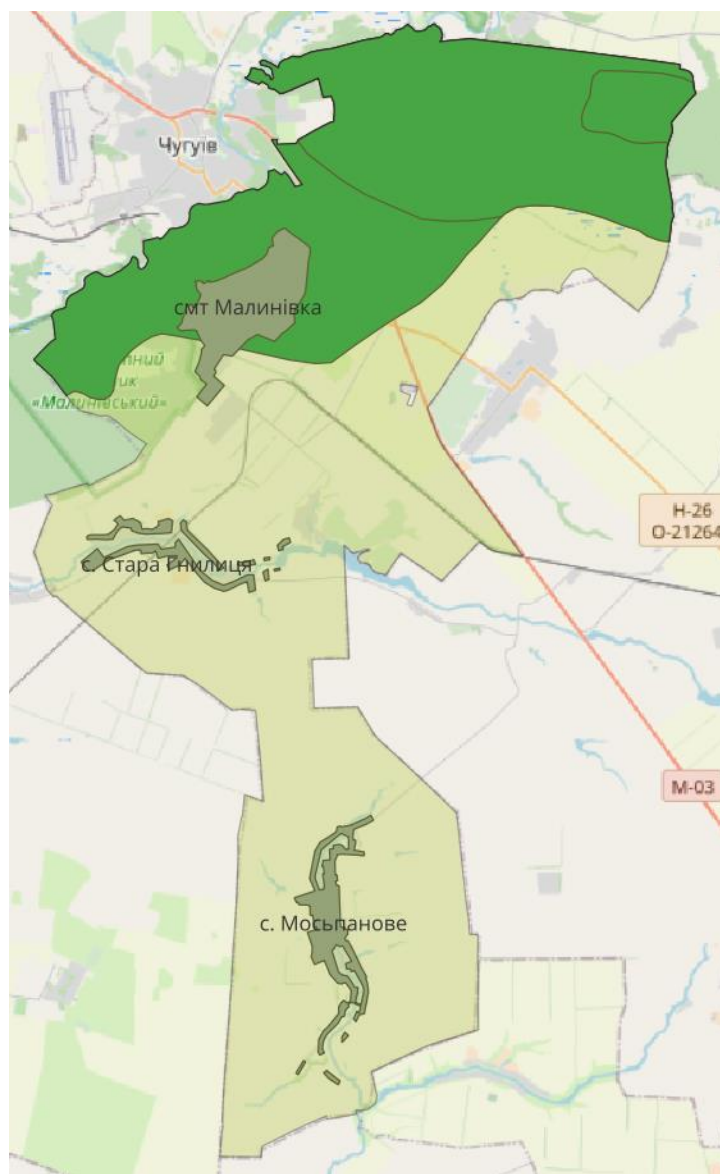 Чугуїв
смт Малинівка
«Малинівський»
с. Стара Гнилиця
Н-26
О-21264
М-03
с. Мосьпанове